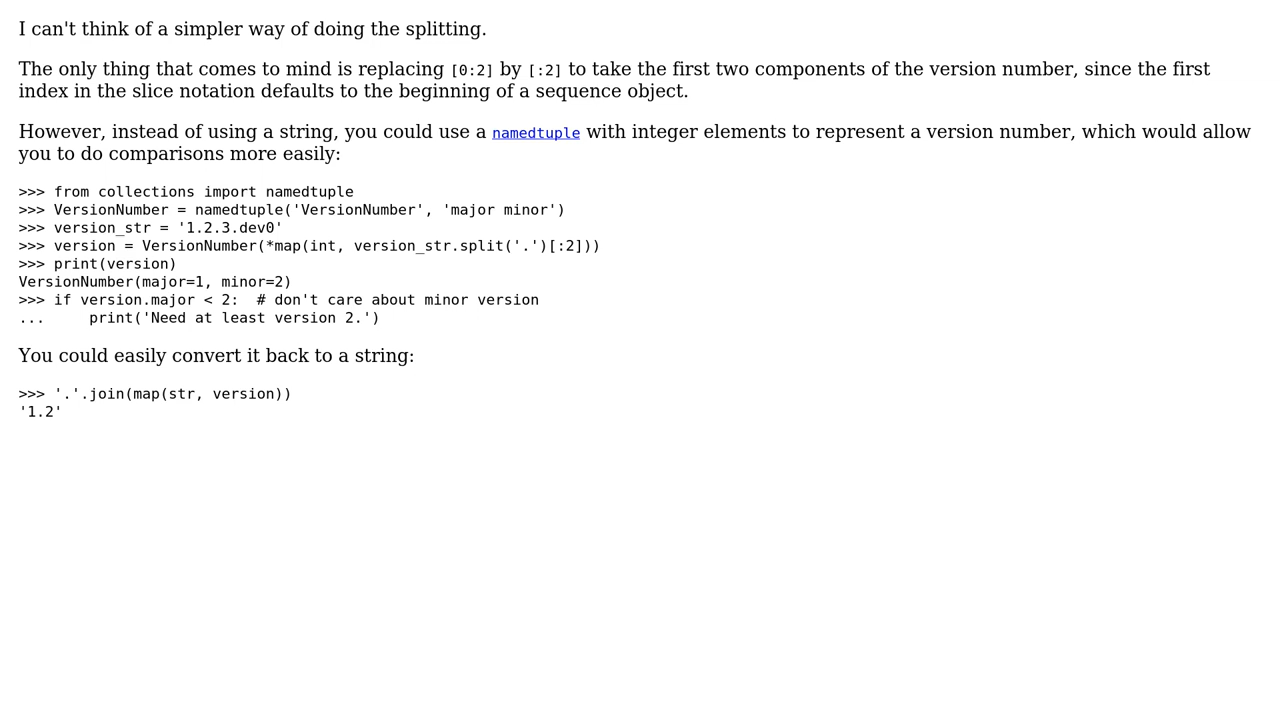 I can't think of a simpler way of doing the splitting.
The only thing that comes to mind is replacing [0:2] by [:2] to take the first two components of the version number, since the first
index in the slice notation defaults to the beginning of a sequence object.
However, instead of using a string, you could use a namedtuple with integer elements to represent a version number, which would allow
you to do comparisons more easily:
>>> from collections import namedtuple
>>> VersionNumber = namedtuple('VersionNumber', 'major minor')
>>> version_str = '1.2.3.dev0'
>>> version = VersionNumber(*map(int, version_str.split('.')[:2]))
>>> print(version)
VersionNumber(major=1, minor=2)
>>> if version.major < 2:  # don't care about minor version
...     print('Need at least version 2.')
You could easily convert it back to a string:
>>> '.'.join(map(str, version))
'1.2'